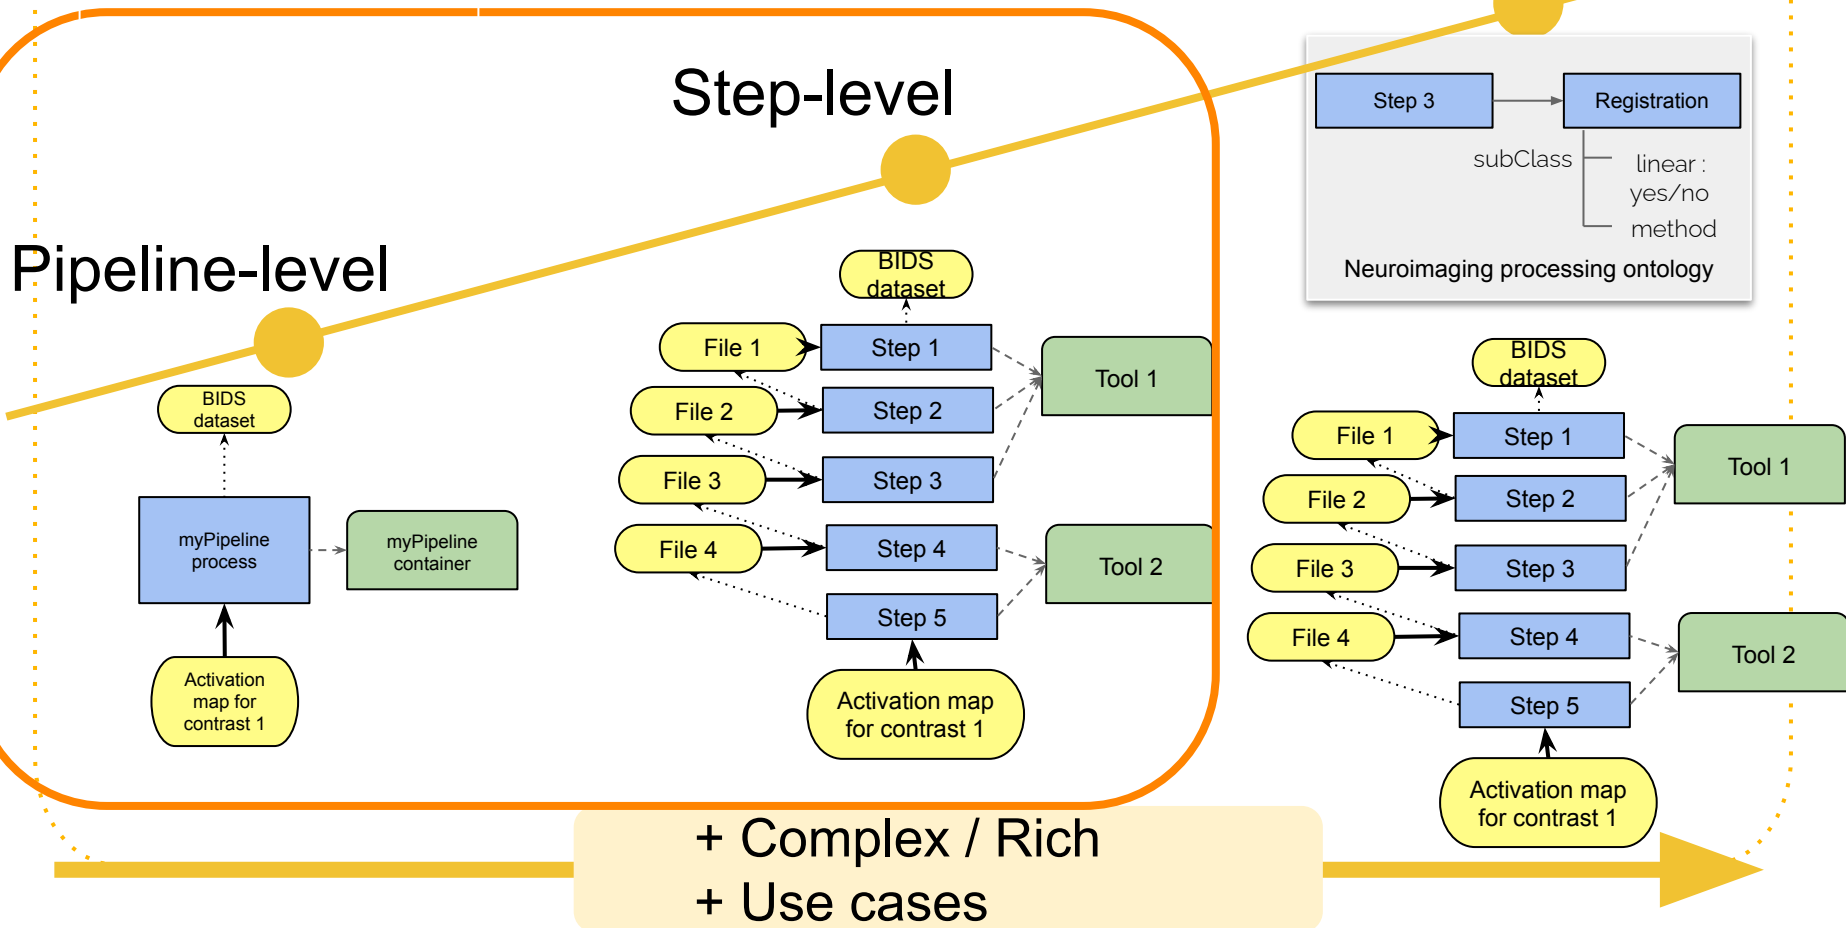 Step-level
Pipeline-level
BIDS
dataset
myPipeline
process
myPipeline
container
Activation
map for
contrast 1
BIDS
dataset
File 1
Step 1
File 2
Step 2
File 3
Step 3
File 4
Step 4
Step 5
Tool 1
Tool 2
Activation map
for contrast 1
Step 3
Registration
subClass
linear :
yes/no
method
Neuroimaging processing ontology
BIDS
dataset
File 1
Step 1
File 2
Step 2
File 3
Step 3
File 4
Step 4
Step 5
Tool 1
Tool 2
Activation map
for contrast 1
+ Complex / Rich
+ Use cases